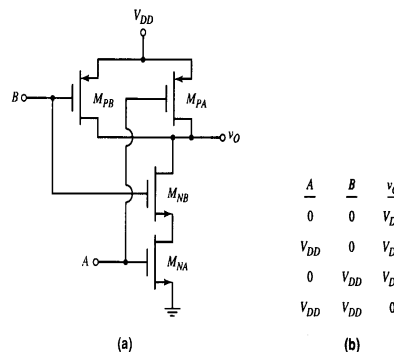 V_DD
B
M_PB
M_PA
v_O
M_NB
A
M_NA
A B
0 0
V_DD 0
0 V_DD
V_DD V_DD 0
(a) (b)